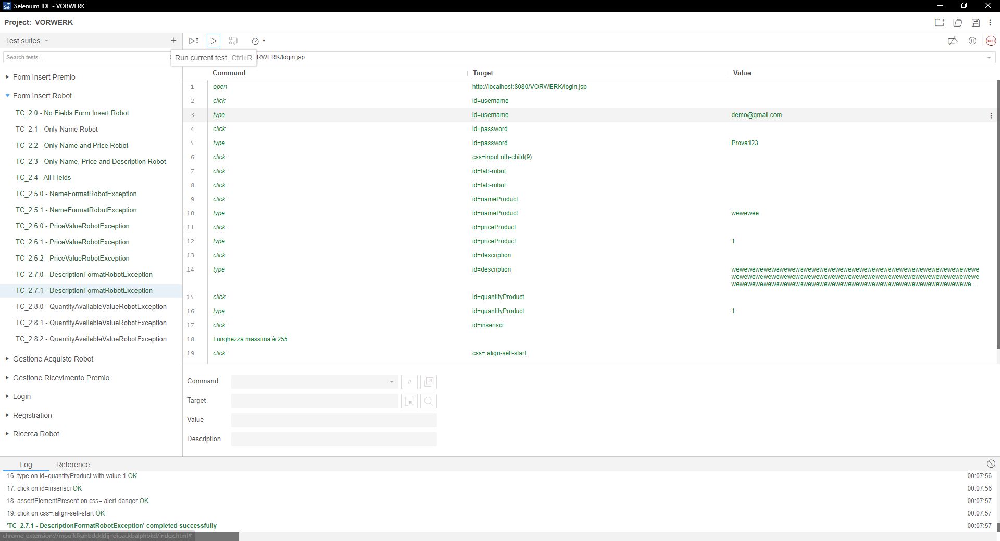 Selenium IDE - VORWERK
Project: VORWERK
Test suites
Search tests...
Run current test Ctrl+R
RWERK/login.jsp
REC
Form Insert Premio
Form Insert Robot
TC_2.0 - No Fields Form Insert Robot
TC_2.1 - Only Name Robot
TC_2.2 - Only Name and Price Robot
TC_2.3 - Only Name, Price and Description Robot
TC_2.4 - All Fields
TC_2.5.0 - NameFormatRobotException
TC_2.5.1 - NameFormatRobotException
TC_2.6.0 - PriceValueRobotException
TC_2.6.1 - PriceValueRobotException
TC_2.6.2 - PriceValueRobotException
TC_2.7.0 - DescriptionFormatRobotException
TC_2.7.1 - DescriptionFormatRobotException
TC_2.8.0 - QuantityAvailableValueRobotException
TC_2.8.1 - QuantityAvailableValueRobotException
TC_2.8.2 - QuantityAvailableValueRobotException
Gestione Acquisto Robot
Gestione Ricevimento Premio
Login
Registration
Ricerca Robot
Command Target Value
1 open http://localhost:8080/VORWERK/login.jsp
2 click id=username
3 type id=username demo@gmail.com
4 click id=password
5 type id=password Prova123
6 click css=input:nth-child(9)
7 click id=tab-robot
8 click id=tab-robot
9 click id=nameProduct
10 type id=nameProduct wewewee
11 click id=priceProduct
12 type id=priceProduct 1
13 click id=description
14 type id=description
15 click id=quantityProduct
16 type id=quantityProduct 1
17 click id=inserisci
18 Lunghezza massima è 255
19 click css=.align-self-start
Command //
Target
Value
Description
Log Reference
16. type on id=quantityProduct with value 1 OK 00:07:56
17. click on id=inserisci OK 00:07:56
18. assertElementPresent on css=.alert-danger OK 00:07:57
19. click on css=.align-self-start OK 00:07:57
'TC_2.7.1 - DescriptionFormatRobotException' completed successfully 00:07:57